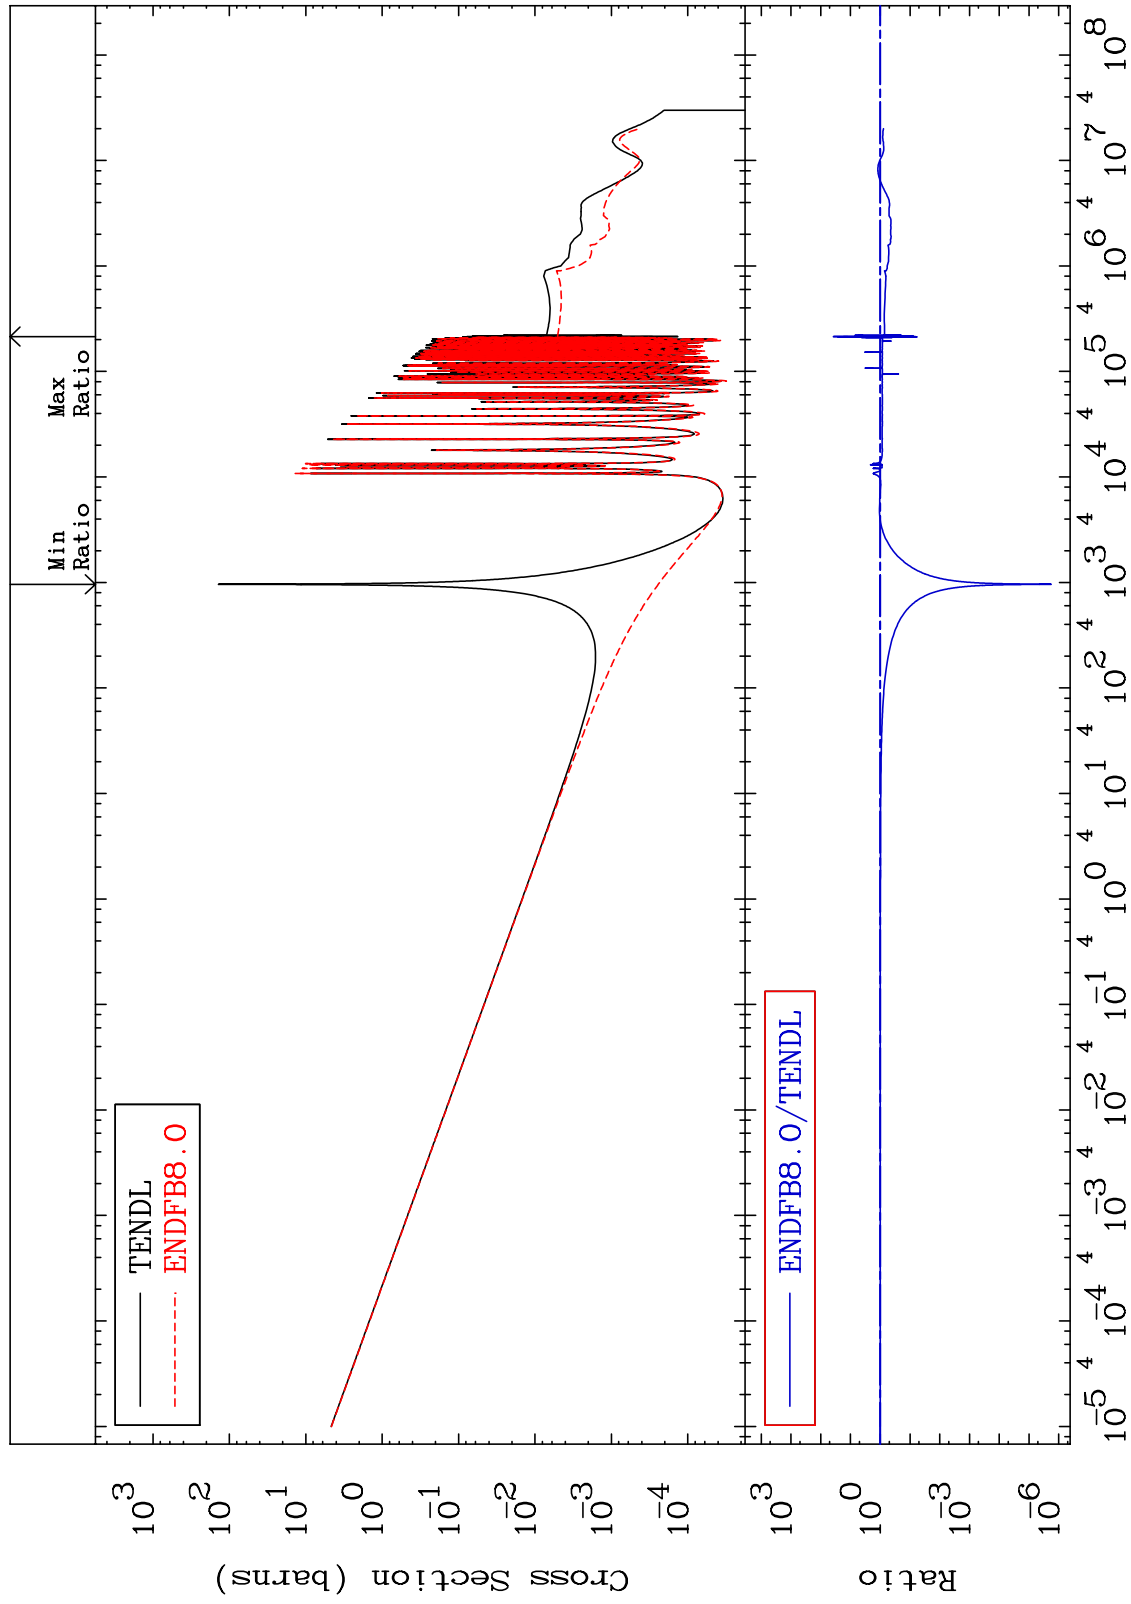 Min
Ratio
Max
Ratio
TENDL
ENDFB8.0
10^3
10^2
10^1
10^0
10^-1
10^-2
10^-3
10^-4
Cross Section (barns)
ENDFB8.0/TENDL
10^3
10^0
10^-3
10^-6
Ratio
10^-5 4 10^-4 4 10^-3 4 10^-2 4 10^-1 4 10^0 4 10^1 4 10^2 4 10^3 4 10^4 4 10^5 4 10^6 4 10^7 4 10^8